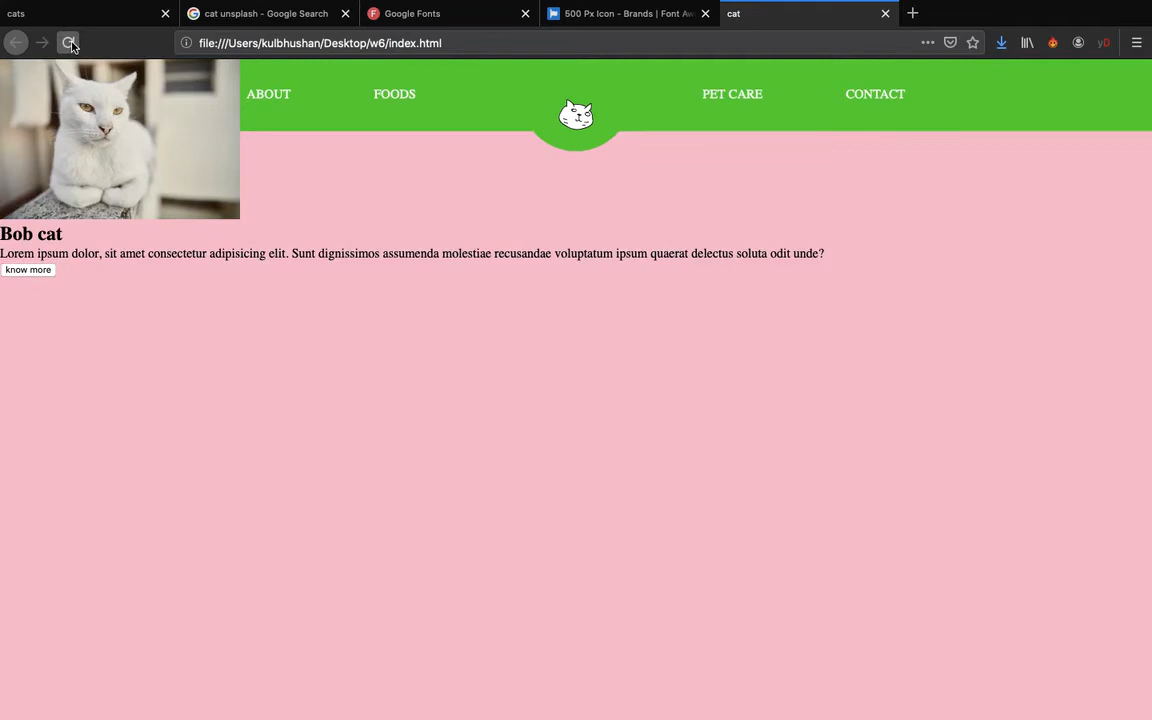 cats
cat unsplash - Google Search
Google Fonts
500 Px Icon - Brands | Font Aw
cat
file:///Users/kulbhushan/Desktop/w6/index.html
yD
ABOUT FOODS PET CARE CONTACT
Bob cat
Lorem ipsum dolor, sit amet consectetur adipisicing elit. Sunt dignissimos assumenda molestiae recusandae voluptatum ipsum quaerat delectus soluta odit unde?
know more